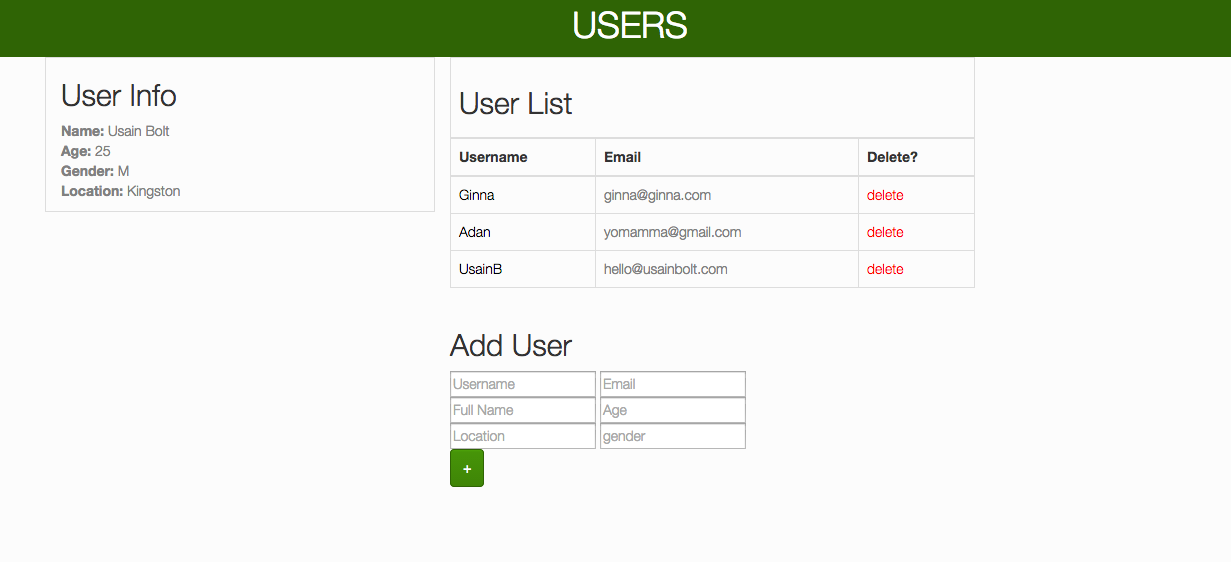 USERS
User Info
Name: Usain Bolt
Age: 25
Gender: M
Location: Kingston
User List
Username Email Delete?
Ginna ginna@ginna.com delete
Adan yomamma@gmail.com delete
UsainB hello@usainbolt.com delete
Add User
Username Email
Full Name Age
Location gender
+